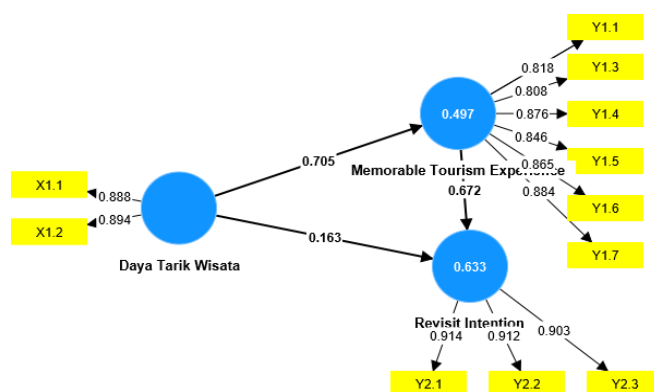 Y1.1
0.818
Y1.3
0.808
0.497
0.876
Y1.4
0.846
0.705
Y1.5
0.865
Memorable Tourism Experience
X1.1
0.888
0.672
0.884
0.894
Y1.6
X1.2
0.163
Y1.7
Daya Tarik Wisata
0.633
Revisit Intention
0.914
0.912
0.903
Y2.1
Y2.2
Y2.3